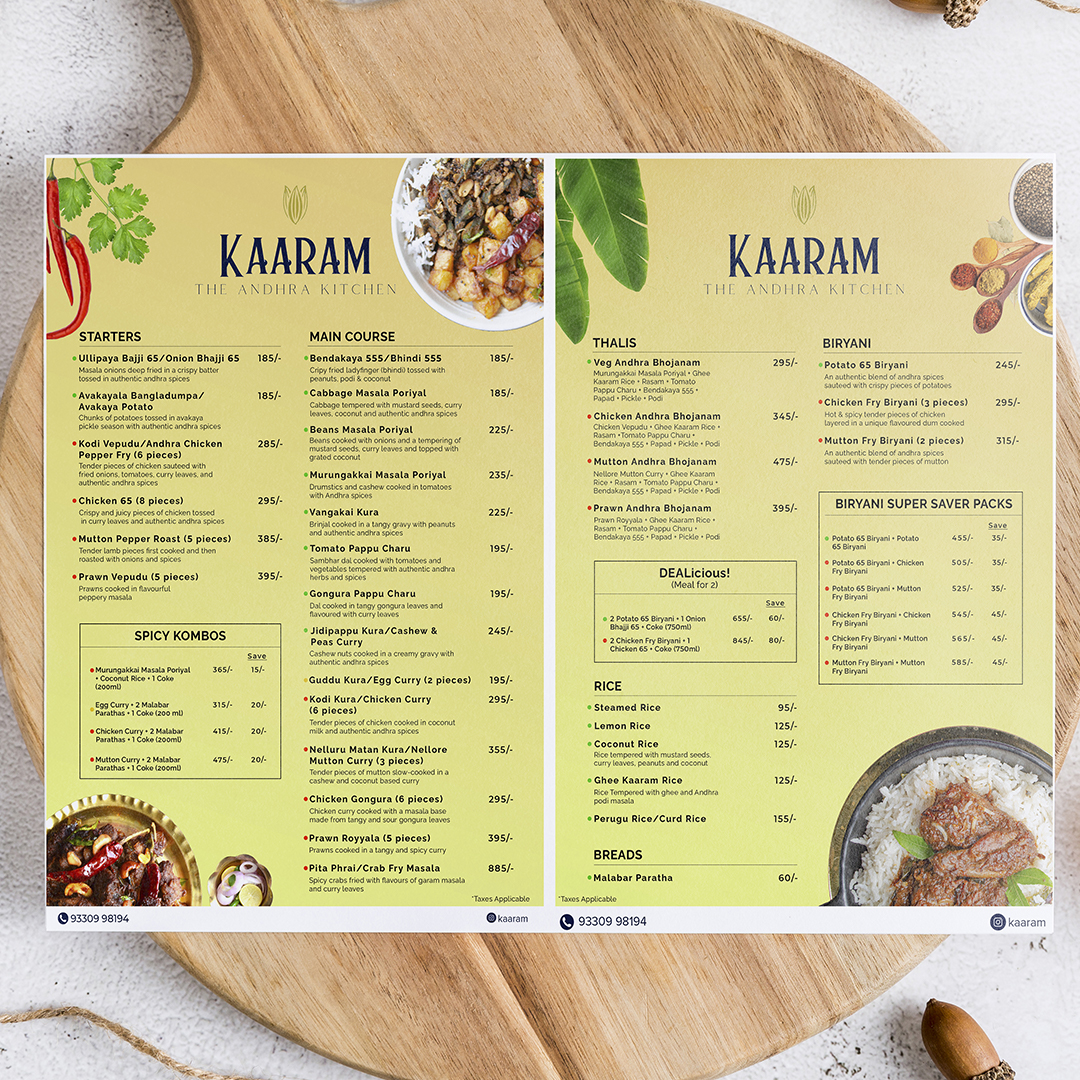 KAARAM
THE ANDHRA KITCHEN
STARTERS
Ullipaya Bajji 65/Onion Bhajji 65 185/-
Masala onions deep fried in a crispy batter
tossed in authentic andhra spices
Avakayala Bangladumpa/ 185/-
Avakaya Potato
Chunks of potatoes tossed in avakaya
pickle season with authentic andhra spices
Kodi Vepudu/Andhra Chicken 285/-
Pepper Fry (6 pieces)
Tender pieces of chicken sauteed with
fried onions, tomatoes, curry leaves, and
authentic andhra spices
Chicken 65 (8 pieces) 295/-
Crispy and juicy pieces of chicken tossed
in curry leaves and authentic andhra spices
Mutton Pepper Roast (5 pieces) 385/-
Tender lamb pieces first cooked and then
roasted with onions and spices
Prawn Vepudu (5 pieces) 395/-
Prawns cooked in flavourful
peppery masala
SPICY KOMBOS
Save
Murungakkai Masala Poriyal 365/- 15/-
+ Coconut Rice + 1 Coke
(200ml)
Egg Curry + 2 Malabar 315/- 20/-
Parathas + 1 Coke (200 ml)
Chicken Curry + 2 Malabar 415/- 20/-
Parathas + 1 Coke (200ml)
Mutton Curry + 2 Malabar 475/- 20/-
Parathas + 1 Coke (200ml)
MAIN COURSE
Bendakaya 555/Bhindi 555 185/-
Cripy fried ladyfinger (bhindi) tossed with
peanuts, podi & coconut
Cabbage Masala Poriyal 185/-
Cabbage tempered with mustard seeds, curry
leaves, coconut and authentic andhra spices
Beans Masala Poriyal 225/-
Beans cooked with onions and a tempering of
mustard seeds, curry leaves and topped with
grated coconut
Murungakkai Masala Poriyal 235/-
Drumstics and cashew cooked in tomatoes
with Andhra spices
Vangakai Kura 225/-
Brinjal cooked in a tangy gravy with peanuts
and authentic andhra spices
Tomato Pappu Charu 195/-
Sambhar dal cooked with tomatoes and
vegetables tempered with authentic andhra
herbs and spices
Gongura Pappu Charu 195/-
Dal cooked in tangy gongura leaves and
flavoured with curry leaves
Jidipappu Kura/Cashew & 245/-
Peas Curry
Cashew nuts cooked in a creamy gravy with
authentic andhra spices
Guddu Kura/Egg Curry (2 pieces) 195/-
Kodi Kura/Chicken Curry 295/-
(6 pieces)
Tender pieces of chicken cooked in coconut
milk and authentic andhra spices
Nelluru Matan Kura/Nellore 355/-
Mutton Curry (3 pieces)
Tender pieces of mutton slow-cooked in a
cashew and coconut based curry
Chicken Gongura (6 pieces) 295/-
Chicken curry cooked with a masala base
made from tangy and sour gongura leaves
Prawn Royyala (5 pieces) 395/-
Prawns cooked in a tangy and spicy curry
Pita Phrai/Crab Fry Masala 885/-
Spicy crabs fried with flavours of garam masala
and curry leaves
*Taxes Applicable
93309 98194
kaaram
KAARAM
THE ANDHRA KITCHEN
THALIS
Veg Andhra Bhojanam 295/-
Murungakkai Masala Poriyal + Ghee
Kaaram Rice + Rasam + Tomato
Pappu Charu + Bendakaya 555 +
Papad + Pickle + Podi
Chicken Andhra Bhojanam 345/-
Chicken Vepudu + Ghee Kaaram Rice +
Rasam +Tomato Pappu Charu +
Bendakaya 555 + Papad + Pickle + Podi
Mutton Andhra Bhojanam 475/-
Nellore Mutton Curry + Ghee Kaaram
Rice + Rasam + Tomato Pappu Charu +
Bendakaya 555 + Papad + Pickle + Podi
Prawn Andhra Bhojanam 395/-
Prawn Royyala + Ghee Kaaram Rice +
Rasam + Tomato Pappu Charu +
Bendakaya 555 + Papad + Pickle + Podi
DEALicious!
(Meal for 2)
Save
2 Potato 65 Biryani + 1 Onion 655/- 60/-
Bhajji 65 + Coke (750ml)
2 Chicken Fry Biryani + 1 845/- 80/-
Chicken 65 + Coke (750ml)
RICE
Steamed Rice 95/-
Lemon Rice 125/-
Coconut Rice 125/-
Rice tempered with mustard seeds,
curry leaves, peanuts and coconut
Ghee Kaaram Rice 125/-
Rice Tempered with ghee and Andhra
podi masala
Perugu Rice/Curd Rice 155/-
BREADS
Malabar Paratha 60/-
BIRYANI
Potato 65 Biryani 245/-
An authentic blend of andhra spices
sauteed with crispy pieces of potatoes
Chicken Fry Biryani (3 pieces) 295/-
Hot & spicy tender pieces of chicken
layered in a unique flavoured dum cooked
Mutton Fry Biryani (2 pieces) 315/-
An authentic blend of andhra spices
sauteed with tender pieces of mutton
BIRYANI SUPER SAVER PACKS
Save
Potato 65 Biryani + Potato 455/- 35/-
65 Biryani
Potato 65 Biryani + Chicken 505/- 35/-
Fry Biryani
Potato 65 Biryani + Mutton 525/- 35/-
Fry Biryani
Chicken Fry Biryani + Chicken 545/- 45/-
Fry Biryani
Chicken Fry Biryani + Mutton 565/- 45/-
Fry Biryani
Mutton Fry Biryani + Mutton 585/- 45/-
Fry Biryani
*Taxes Applicable
93309 98194
kaaram